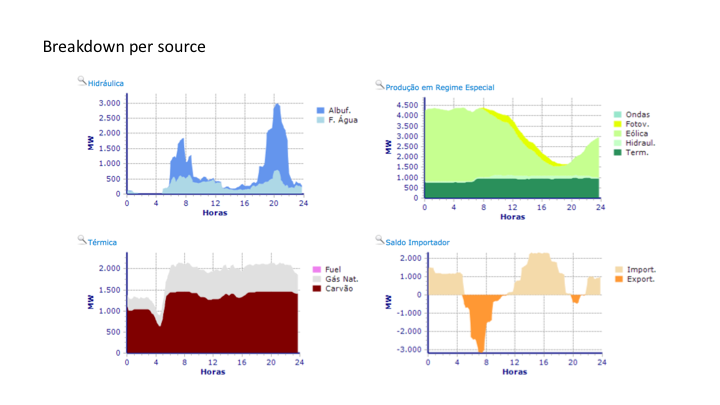 Breakdown per source
Hidráulica
3.000
2.500
2.000
1.500
1.000
500
0
MW
0 4 8 12 16 20 24
Horas
Albuf.
F. Água
Produção em Regime Especial
4.500
4.000
3.500
3.000
2.500
2.000
1.500
1.000
500
0
MW
0 4 8 12 16 20 24
Horas
Ondas
Fotov.
Eólica
Hidraul.
Term.
Térmica
2.000
1.500
1.000
500
0
MW
0 4 8 12 16 20 24
Horas
Fuel
Gás Nat.
Carvão
Saldo Importador
2.000
1.000
0
-1.000
-2.000
-3.000
MW
0 4 8 12 16 20 24
Horas
Import.
Export.